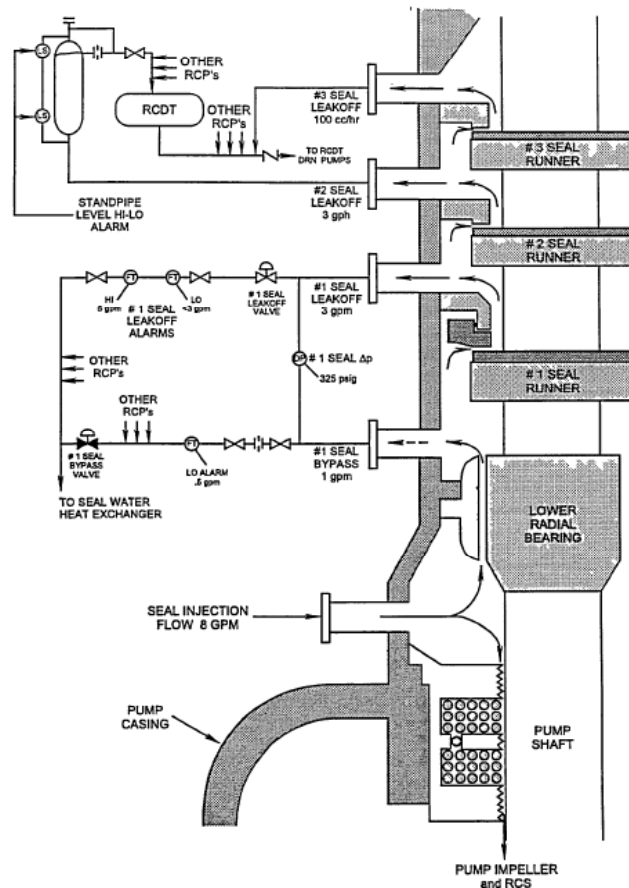 LS
OTHER
RCP's
RCDT
OTHER
RCP's
#3 SEAL
LEAKOFF
100 cc/hr
LS
TO RCDT
DRN PUMPS
# 3 SEAL
RUNNER
#2 SEAL
LEAKOFF
3 gph
STANDPIPE
LEVEL HI-LO
ALARM
# 2 SEAL
RUNNER
FT
FT
HI
6 gpm
LO
<3 gpm
# 1 SEAL
LEAKOFF
ALARMS
# 1 SEAL
LEAKOFF
VALVE
#1 SEAL
LEAKOFF
3 gpm
OTHER
RCP's
DP
# 1 SEAL Δp
325 psig
# 1 SEAL
RUNNER
OTHER
RCP's
FT
# 1 SEAL
BYPASS
VALVE
LO ALARM
.5 gpm
#1 SEAL
BYPASS
1 gpm
TO SEAL WATER
HEAT EXCHANGER
LOWER
RADIAL
BEARING
SEAL INJECTION
FLOW 8 GPM
PUMP
CASING
PUMP
SHAFT
PUMP IMPELLER
and RCS